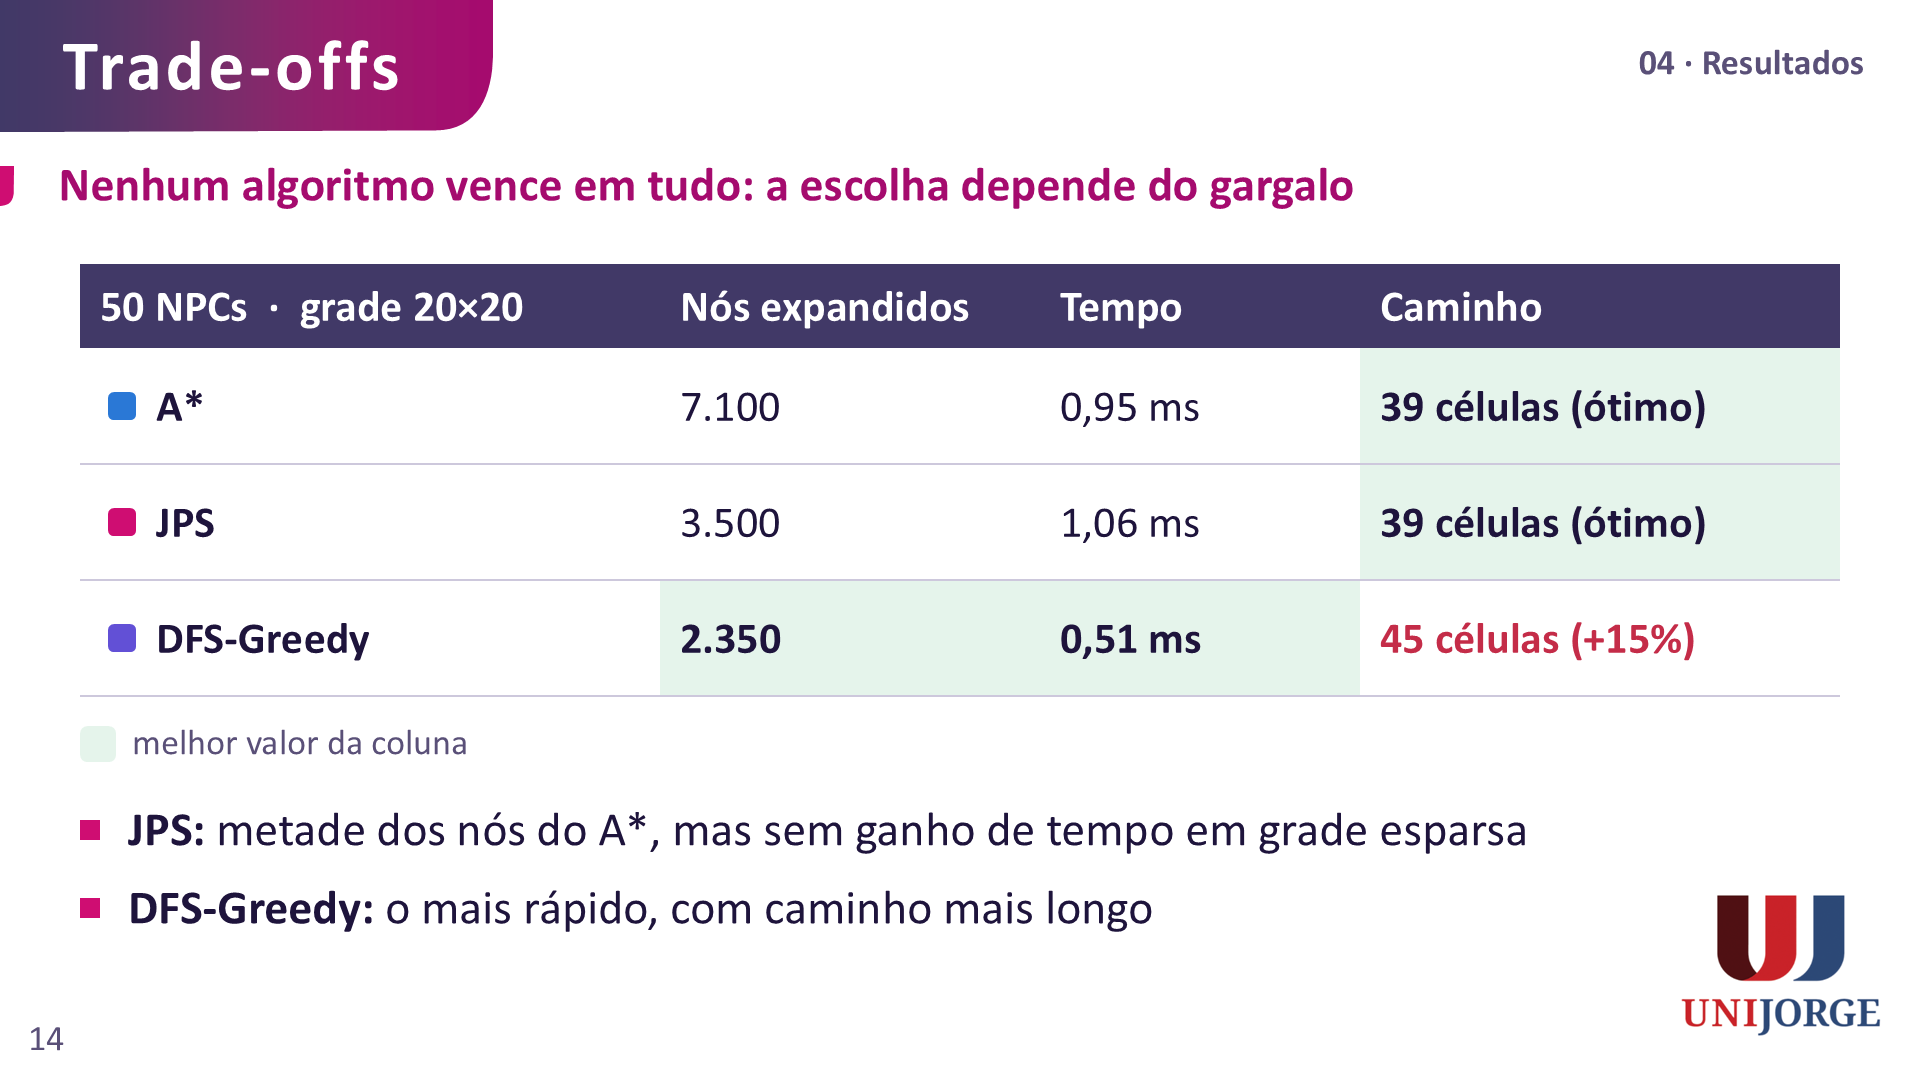 Trade-offs
04 · Resultados
Nenhum algoritmo vence em tudo: a escolha depende do gargalo
50 NPCs · grade 20×20 Nós expandidos Tempo Caminho
A* 7.100 0,95 ms 39 células (ótimo)
JPS 3.500 1,06 ms 39 células (ótimo)
DFS-Greedy 2.350 0,51 ms 45 células (+15%)
melhor valor da coluna
JPS: metade dos nós do A*, mas sem ganho de tempo em grade esparsa
DFS-Greedy: o mais rápido, com caminho mais longo
UNIJORGE
14